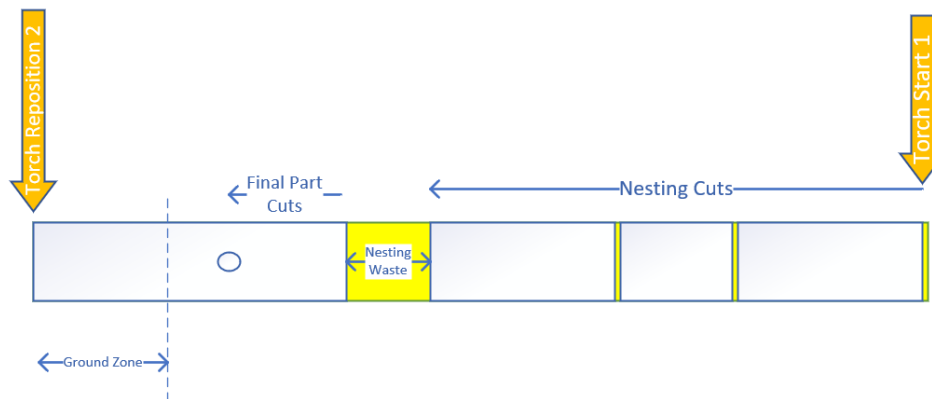 Torch Reposition 2
Torch Start 1
Final Part
Cuts
Nesting Cuts
Nesting
Waste
Ground Zone